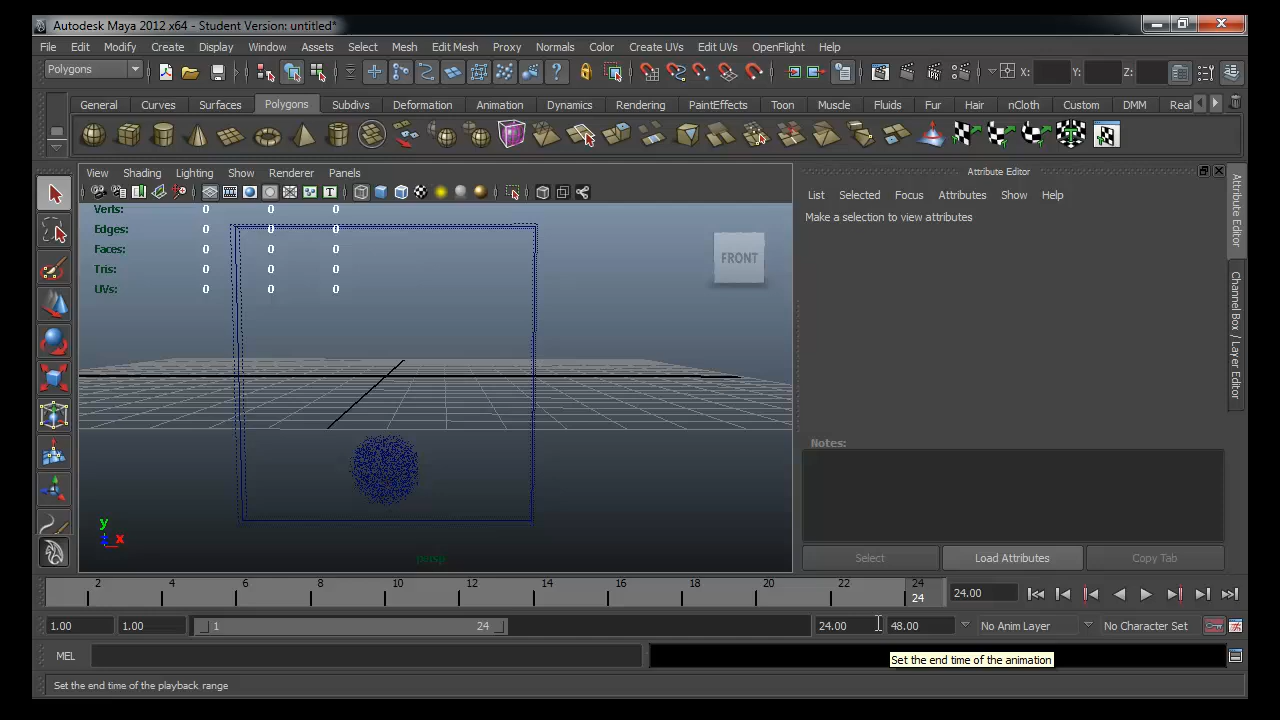 Autodesk Maya 2012 x64 - Student Version: untitled*
File Edit Modify Create Display Window Assets Select Mesh Edit Mesh Proxy Normals Color Create UVs Edit UVs OpenFlight Help
Polygons X: Y: Z:
General Curves Surfaces Polygons Subdivs Deformation Animation Dynamics Rendering PaintEffects Toon Muscle Fluids Fur Hair nCloth Custom DMM Real
View Shading Lighting Show Renderer Panels
Attribute Editor
List Selected Focus Attributes Show Help
Make a selection to view attributes
Verts: 0 0 0
Edges: 0 0 0
Faces: 0 0 0
Tris: 0 0 0
UVs: 0 0 0
FRONT
Attribute Editor
Channel Box / Layer Editor
Notes:
y
z x
persp
Select Load Attributes Copy Tab
2 4 6 8 10 12 14 16 18 20 22 24
24 24.00
1.00 1.00 1 24 24.00 48.00 No Anim Layer No Character Set
MEL
Set the end time of the animation
Set the end time of the playback range